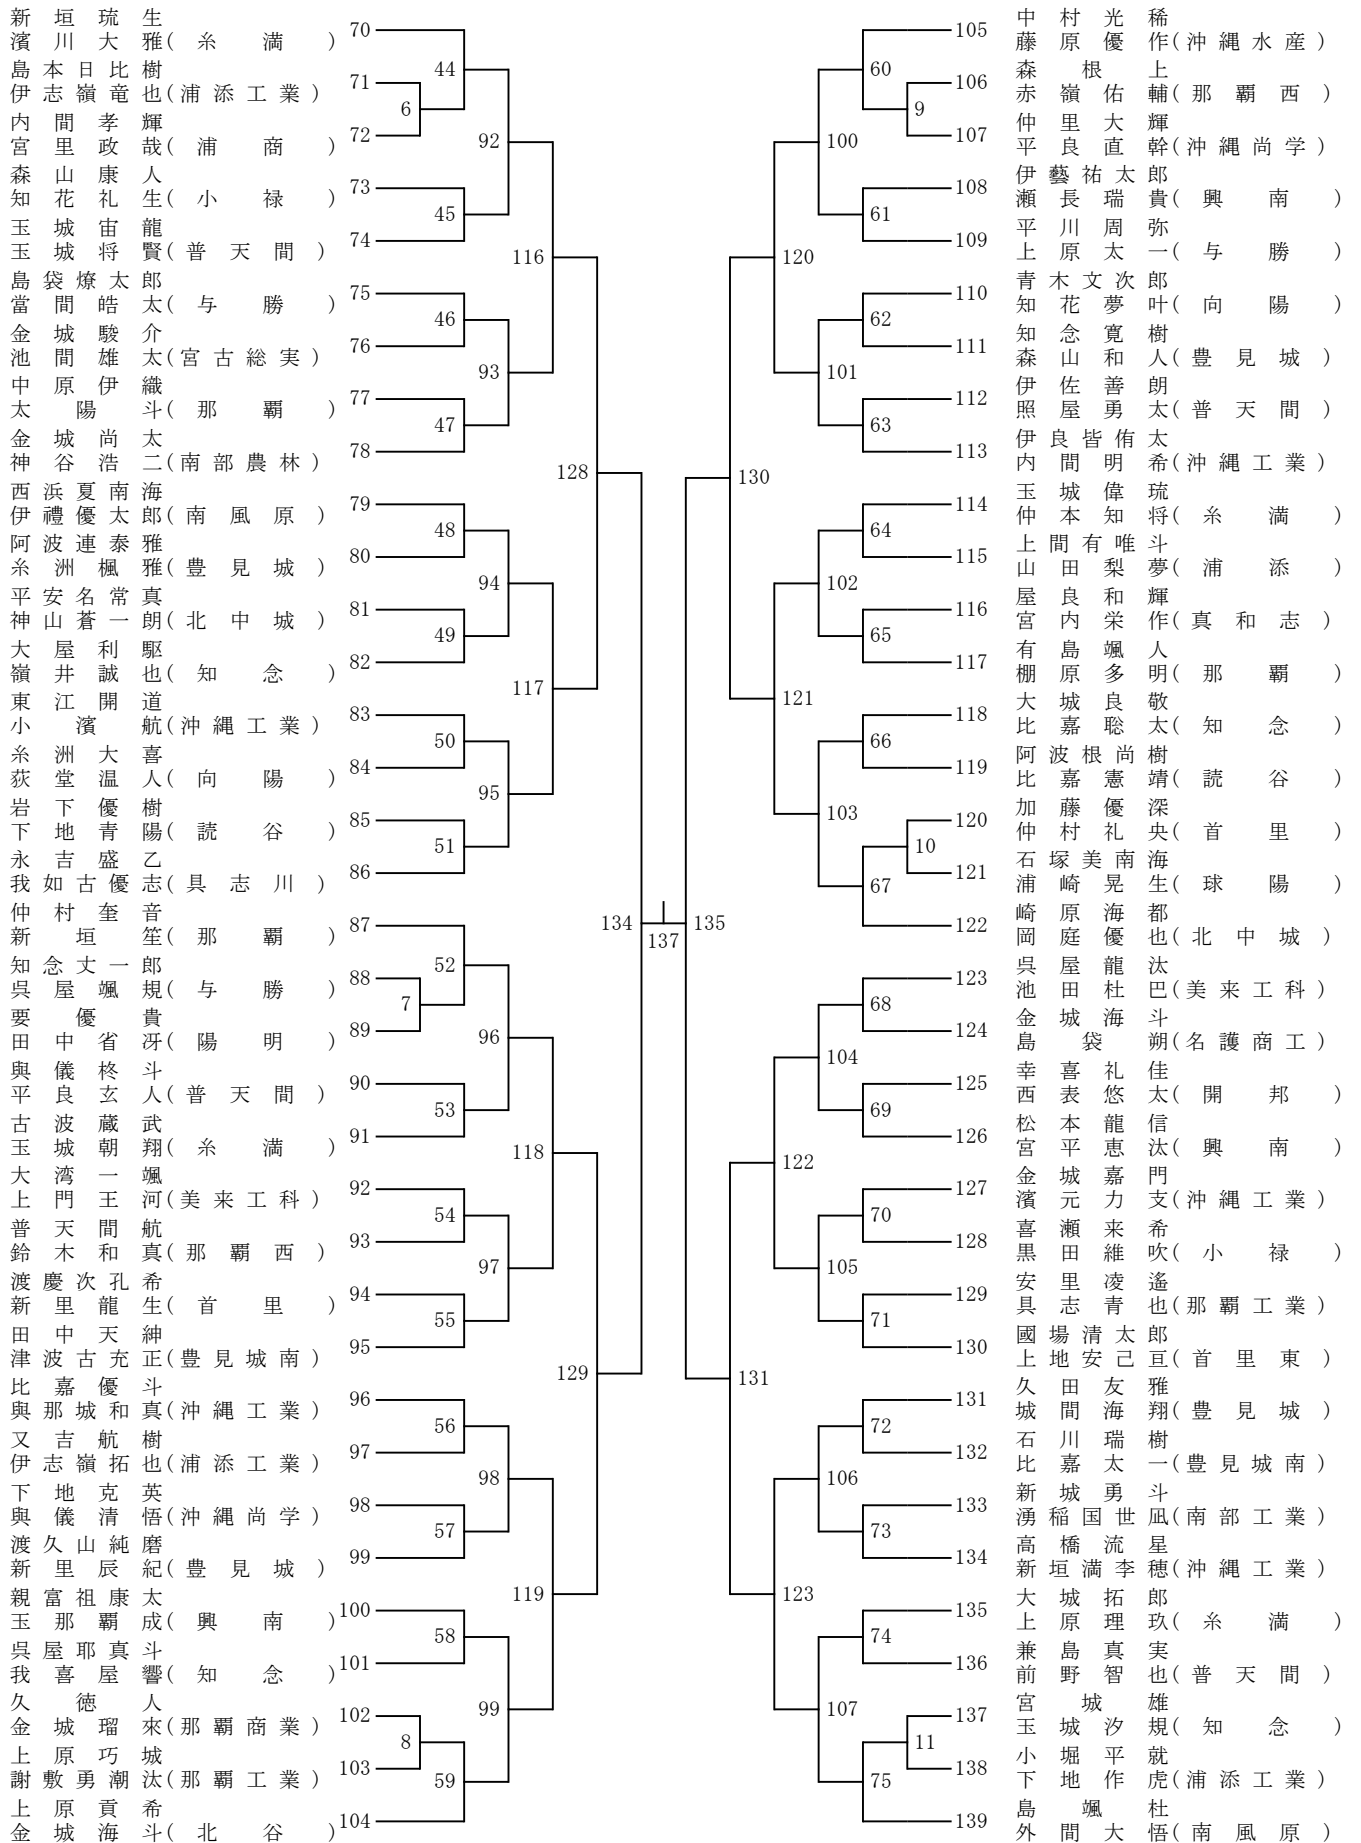 新垣琉生
濱川大雅(糸満) 70
島本日比樹
伊志嶺竜也(浦添工業) 71
内間孝輝
宮里政哉(浦商) 72
森山康人
知花礼生(小禄) 73
玉城宙龍
玉城将賢(普天間) 74
島袋燎太郎
當間皓太(与勝) 75
金城駿介
池間雄太(宮古総実) 76
中原伊織
太陽斗(那覇) 77
金城尚太
神谷浩二(南部農林) 78
西浜夏南海
伊禮優太郎(南風原) 79
阿波連泰雅
糸洲楓雅(豊見城) 80
平安名常真
神山蒼一朗(北中城) 81
大屋利駆
嶺井誠也(知念) 82
東江開道
小濱航(沖縄工業) 83
糸洲大喜
荻堂温人(向陽) 84
岩下優樹
下地青陽(読谷) 85
永吉盛乙
我如古優志(具志川) 86
仲村奎音
新垣笙(那覇) 87
知念丈一郎
呉屋颯規(与勝) 88
要優貴
田中省冴(陽明) 89
與儀柊斗
平良玄人(普天間) 90
古波蔵武
玉城朝翔(糸満) 91
大湾一颯
上門王河(美来工科) 92
普天間航
鈴木和真(那覇西) 93
渡慶次孔希
新里龍生(首里) 94
田中天紳
津波古充正(豊見城南) 95
比嘉優斗
與那城和真(沖縄工業) 96
又吉航樹
伊志嶺拓也(浦添工業) 97
下地克英
與儀清悟(沖縄尚学) 98
渡久山純磨
新里辰紀(豊見城) 99
親富祖康太
玉那覇成(興南) 100
呉屋耶真斗
我喜屋響(知念) 101
久徳人
金城瑠來(那覇商業) 102
上原巧城
謝敷勇潮汰(那覇工業) 103
上原貢希
金城海斗(北谷) 104
44
6
92
45
116
46
93
47
128
48
94
49
117
50
95
51
134
52
7
96
53
118
54
97
55
129
56
98
57
119
58
99
8
59
137
135
60
9
100
61
120
62
101
63
130
64
102
65
121
66
103
10
67
68
104
69
122
70
105
71
131
72
106
73
123
74
107
11
75
中村光稀
105 藤原優作(沖縄水産)
森根上
106 赤嶺佑輔(那覇西)
仲里大輝
107 平良直幹(沖縄尚学)
伊藝祐太郎
108 瀬長瑞貴(興南)
平川周弥
109 上原太一(与勝)
青木文次郎
110 知花夢叶(向陽)
知念寛樹
111 森山和人(豊見城)
伊佐善朗
112 照屋勇太(普天間)
伊良皆侑太
113 内間明希(沖縄工業)
玉城偉琉
114 仲本知将(糸満)
上間有唯斗
115 山田梨夢(浦添)
屋良和輝
116 宮内栄作(真和志)
有島颯人
117 棚原多明(那覇)
大城良敬
118 比嘉聡太(知念)
阿波根尚樹
119 比嘉憲靖(読谷)
加藤優深
120 仲村礼央(首里)
石塚美南海
121 浦崎晃生(球陽)
崎原海都
122 岡庭優也(北中城)
呉屋龍汰
123 池田杜巴(美来工科)
金城海斗
124 島袋朔(名護商工)
幸喜礼佳
125 西表悠太(開邦)
松本龍信
126 宮平恵汰(興南)
金城嘉門
127 濱元力支(沖縄工業)
喜瀬来希
128 黒田維吹(小禄)
安里凌遙
129 具志青也(那覇工業)
國場清太郎
130 上地安己亘(首里東)
久田友雅
131 城間海翔(豊見城)
石川瑞樹
132 比嘉太一(豊見城南)
新城勇斗
133 湧稲国世凪(南部工業)
高橋流星
134 新垣満李穂(沖縄工業)
大城拓郎
135 上原理玖(糸満)
兼島真実
136 前野智也(普天間)
宮城雄
137 玉城汐規(知念)
小堀平就
138 下地作虎(浦添工業)
島颯杜
139 外間大悟(南風原)